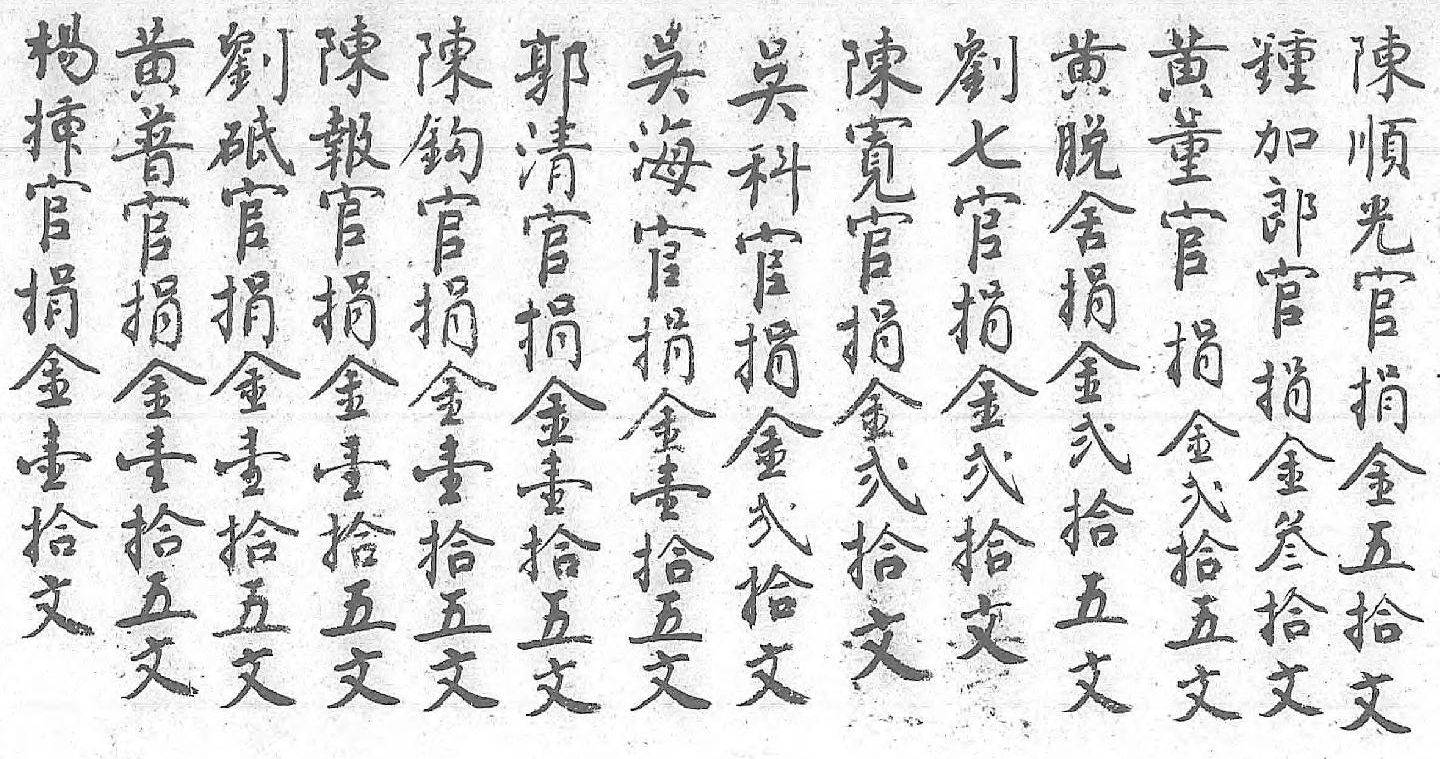 陳順光官捐金五拾文
鍾加郎官捐金叁拾文
黃董官捐金弍拾五文
黃脱舍捐金弍拾五文
劉七官捐金弍拾文
陳寬官捐金弍拾文
吳科官捐金弍拾文
吳海官捐金壹拾五文
郭清官捐金壹拾五文
陳鈎官捐金壹拾五文
陳報官捐金壹拾五文
劉砥官捐金壹拾五文
黃普官捐金壹拾五文
楊揀官捐金壹拾文